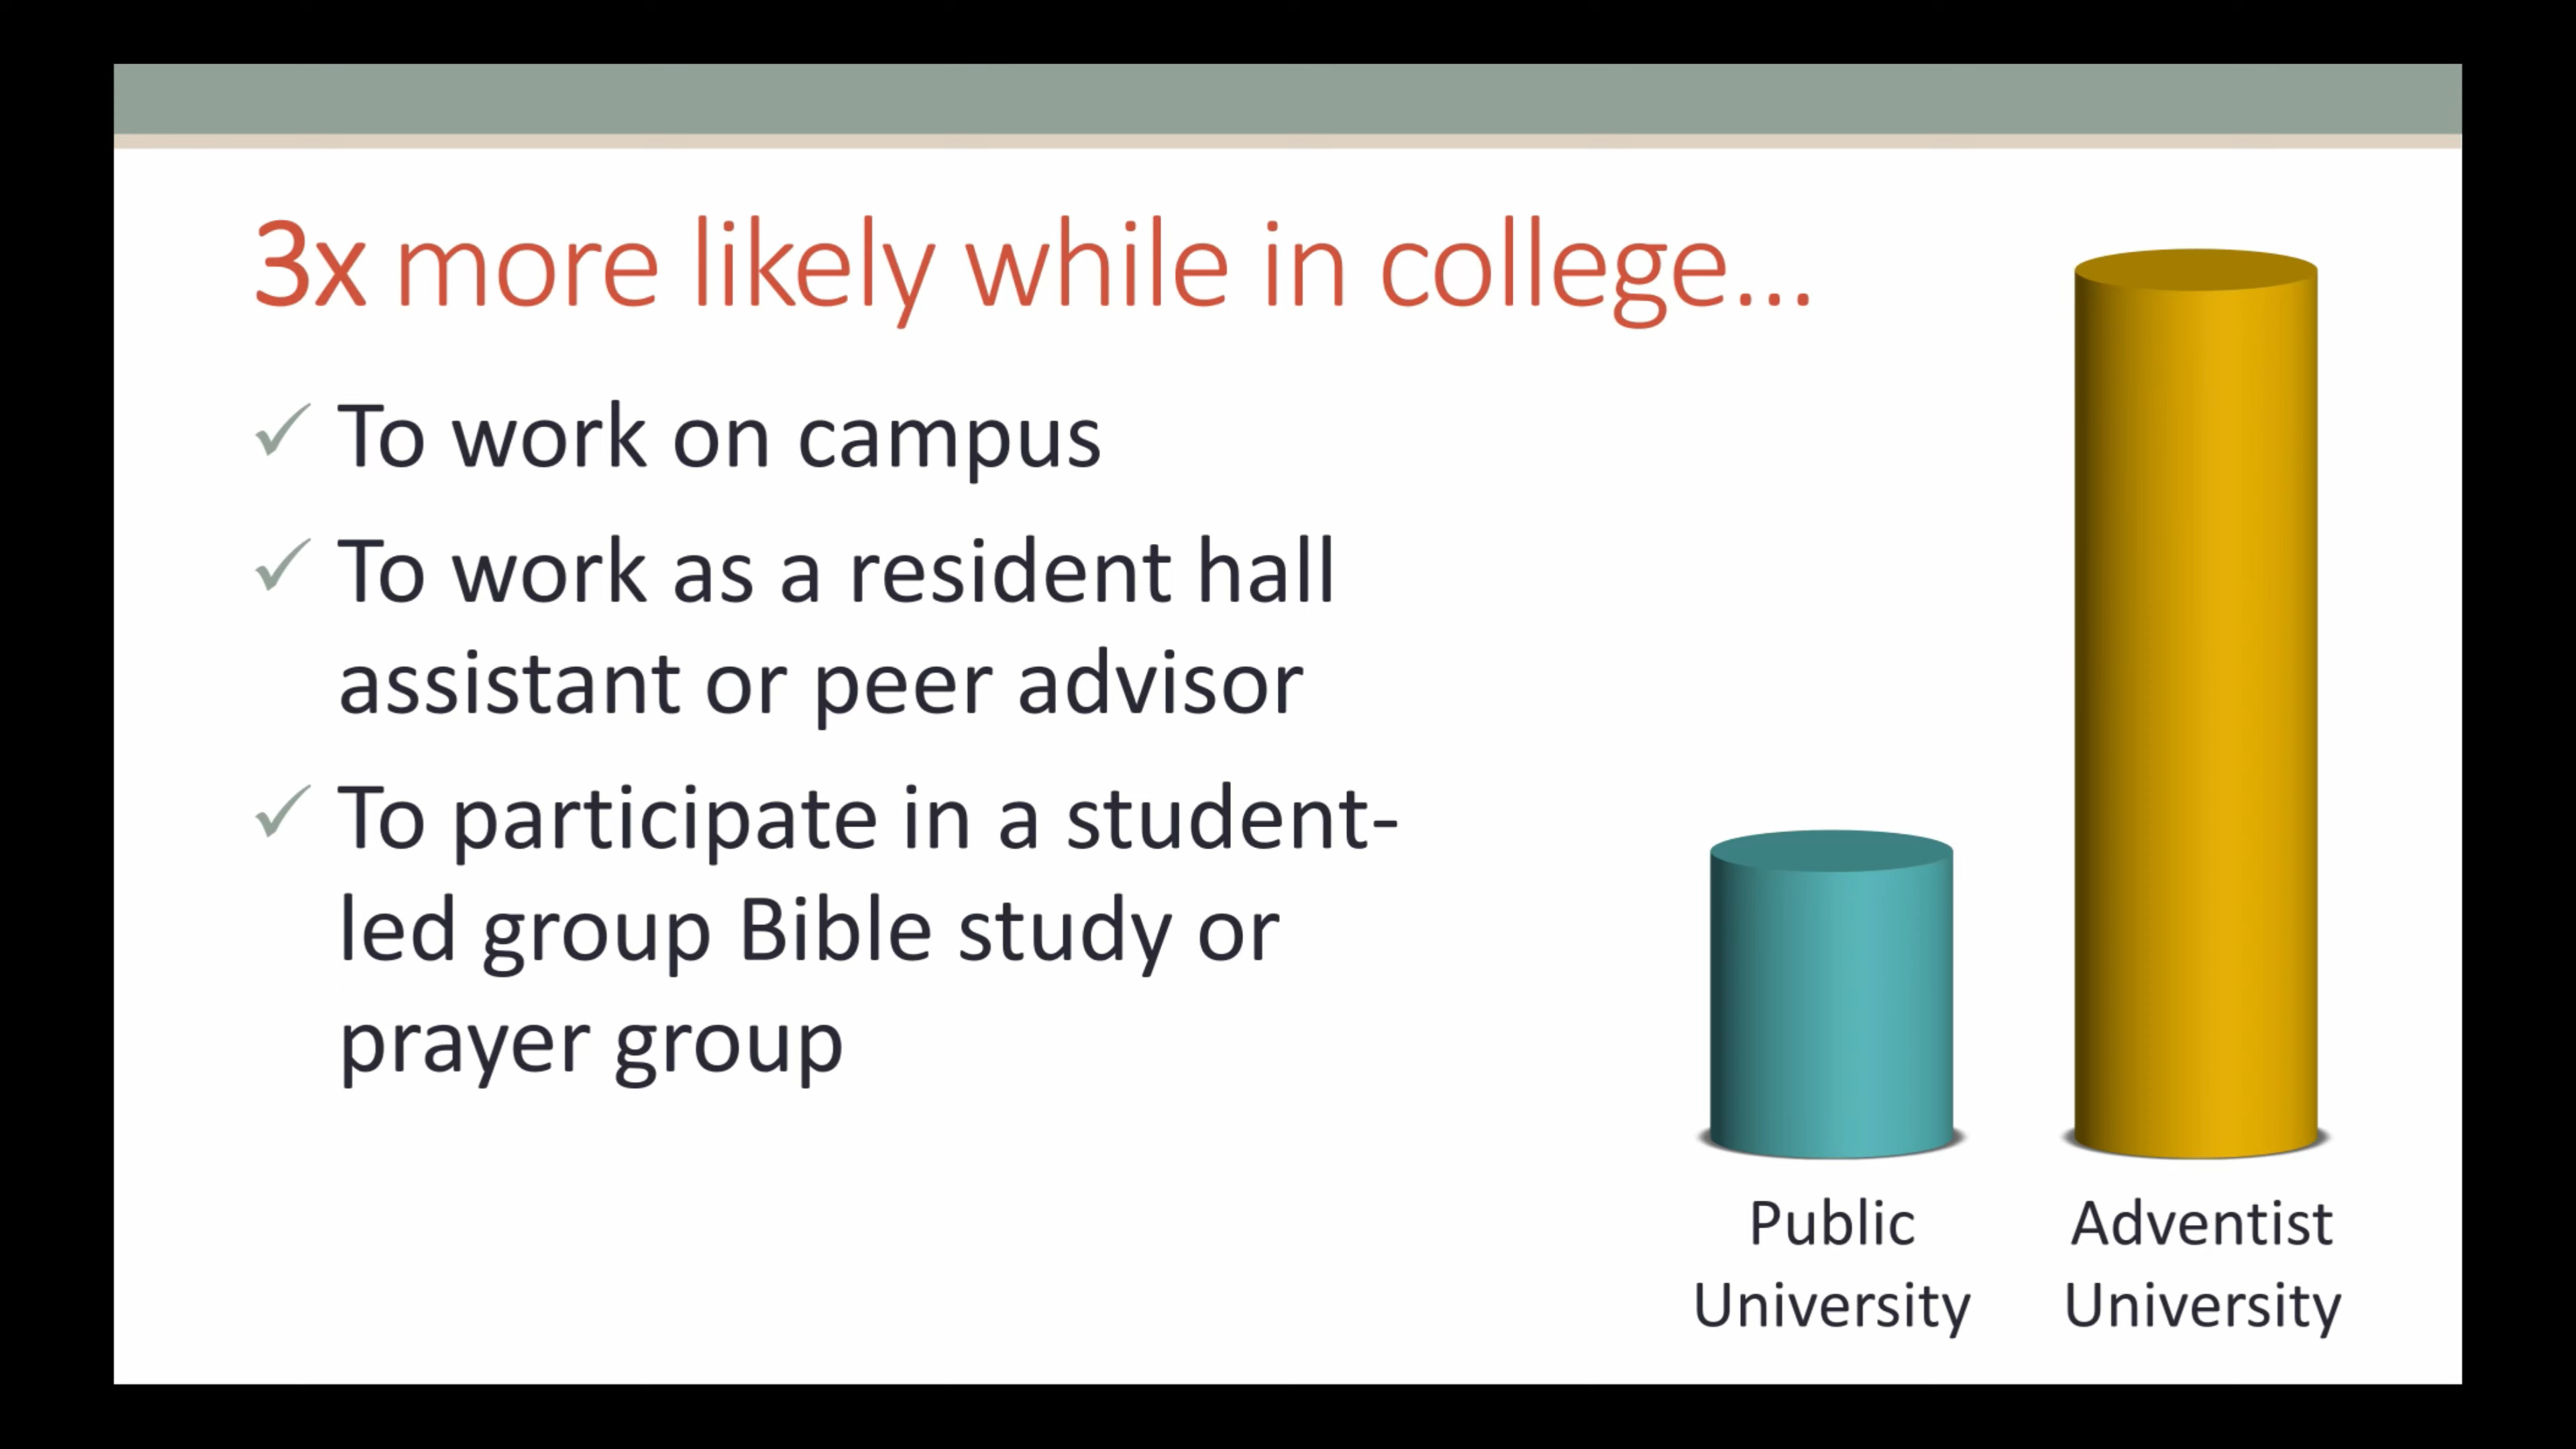 3x more likely while in college...
✓ To work on campus
✓ To work as a resident hall
assistant or peer advisor
✓ To participate in a student-
led group Bible study or
prayer group
Public
University
Adventist
University